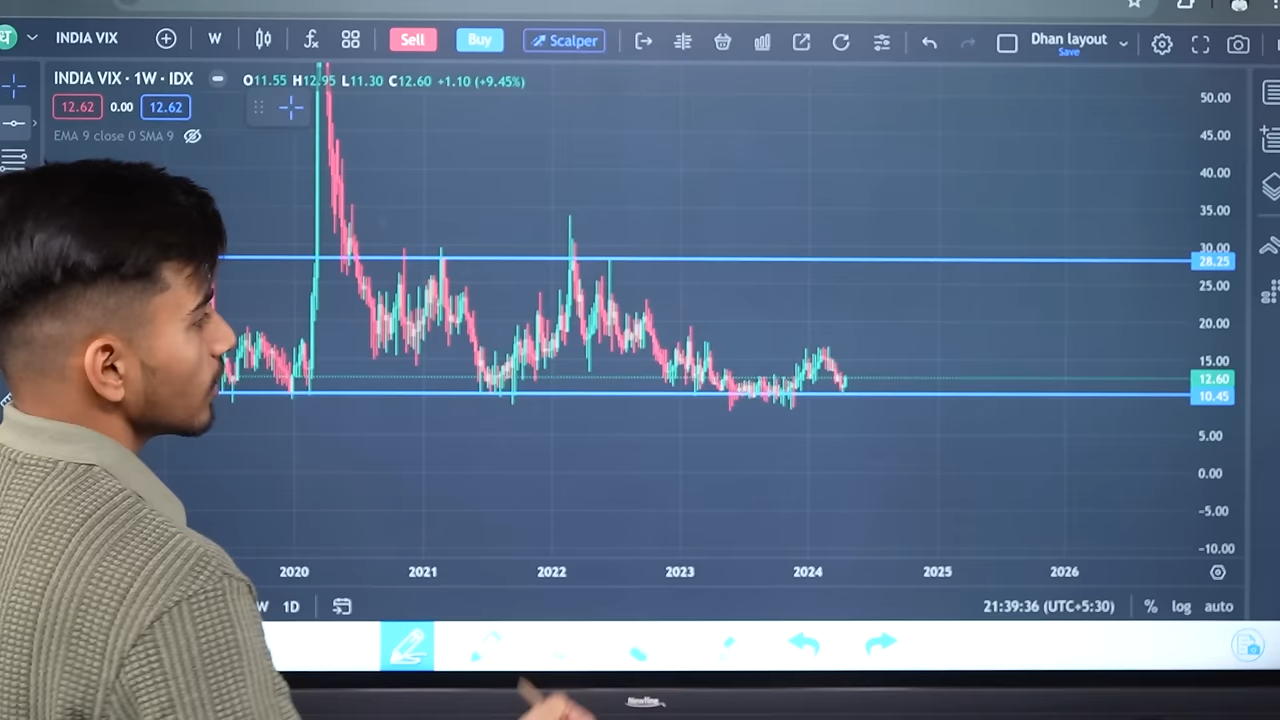 धा INDIA VIX W Sell Buy Scalper Dhan layout
Save
INDIA VIX · 1W · IDX O11.55 H12.95 L11.30 C12.60 +1.10 (+9.45%)
12.62 0.00 12.62
EMA 9 close 0 SMA 9
50.00
45.00
40.00
35.00
30.00
28.25
25.00
20.00
15.00
12.60
10.45
5.00
0.00
−5.00
−10.00
2020 2021 2022 2023 2024 2025 2026
W 1D 21:39:36 (UTC+5:30) % log auto
Newline